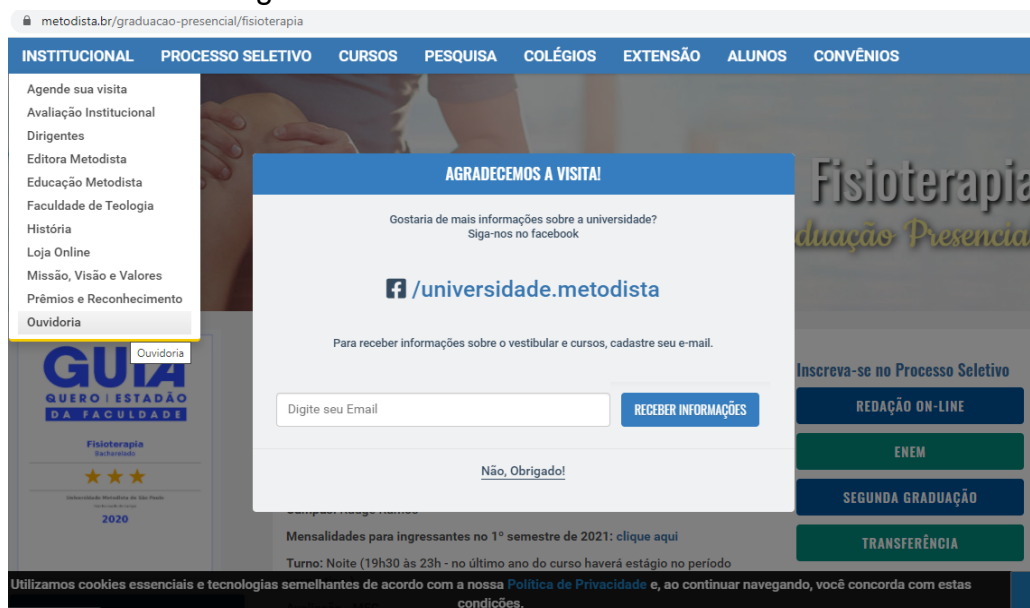 metodista.br/graduacao-presencial/fisioterapia
INSTITUCIONAL PROCESSO SELETIVO CURSOS PESQUISA COLÉGIOS EXTENSÃO ALUNOS CONVÊNIOS
Agende sua visita
Avaliação Institucional
Dirigentes
Editora Metodista
Educação Metodista
Faculdade de Teologia
História
Loja Online
Missão, Visão e Valores
Prêmios e Reconhecimento
Ouvidoria
Ouvidoria
Fisioterapia
duação Presencial
AGRADECEMOS A VISITA!
Gostaria de mais informações sobre a universidade?
Siga-nos no facebook
/universidade.metodista
Para receber informações sobre o vestibular e cursos, cadastre seu e-mail.
Digite seu Email
RECEBER INFORMAÇÕES
Não, Obrigado!
GUIA
QUERO ESTADÃO
DA FACULDADE
Fisioterapia
Bacharelado
Universidade Metodista de São Paulo
2020
Inscreva-se no Processo Seletivo
REDAÇÃO ON-LINE
ENEM
SEGUNDA GRADUAÇÃO
TRANSFERÊNCIA
Mensalidades para ingressantes no 1º semestre de 2021: clique aqui
Turno: Noite (19h30 às 23h - no último ano do curso haverá estágio no período
Utilizamos cookies essenciais e tecnologias semelhantes de acordo com a nossa Política de Privacidade e, ao continuar navegando, você concorda com estas
condições.